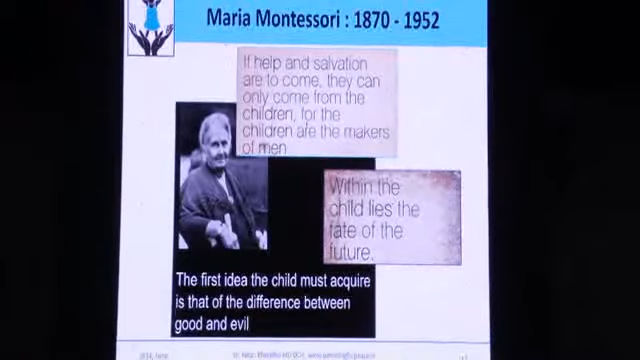 Maria Montessori : 1870 - 1952
If help and salvation
are to come, they can
only come from the
children, for the
children are the makers
of men
Within the
child lies the
fate of the
future.
The first idea the child must acquire
is that of the difference between
good and evil